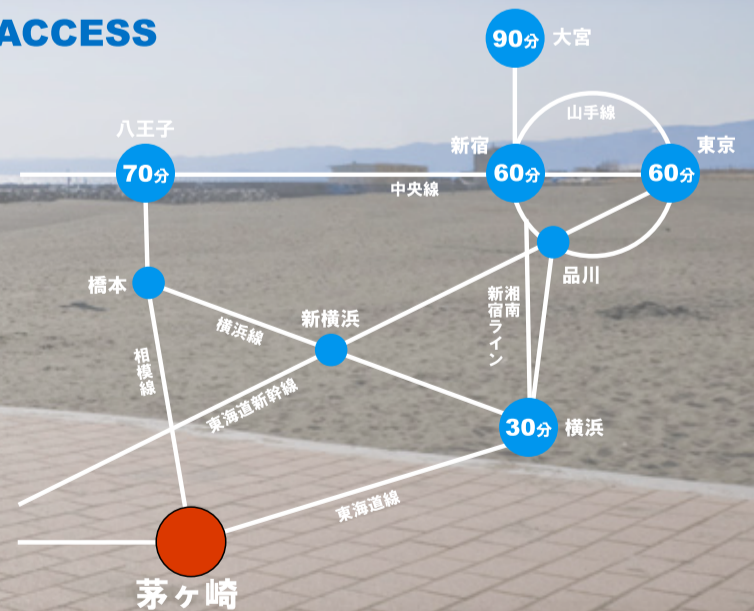 ACCESS
90分
大宮
山手線
八王子
新宿
東京
70分
60分
60分
中央線
品川
橋本
湘南
新宿ライン
新横浜
横浜線
相模線
東海道新幹線
30分
横浜
東海道線
茅ヶ崎